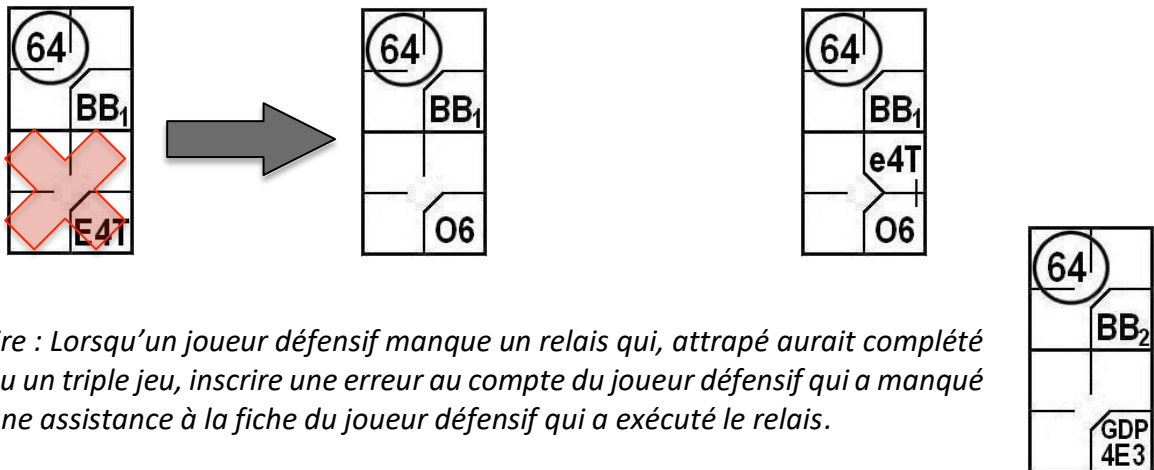 64
BB1
E4T
64
BB1
O6
64
BB1
e4T
O6
64
BB2
GDP
4E3
ire : Lorsqu’un joueur défensif manque un relais qui, attrapé aurait complété
u un triple jeu, inscrire une erreur au compte du joueur défensif qui a manqué
ne assistance à la fiche du joueur défensif qui a exécuté le relais.